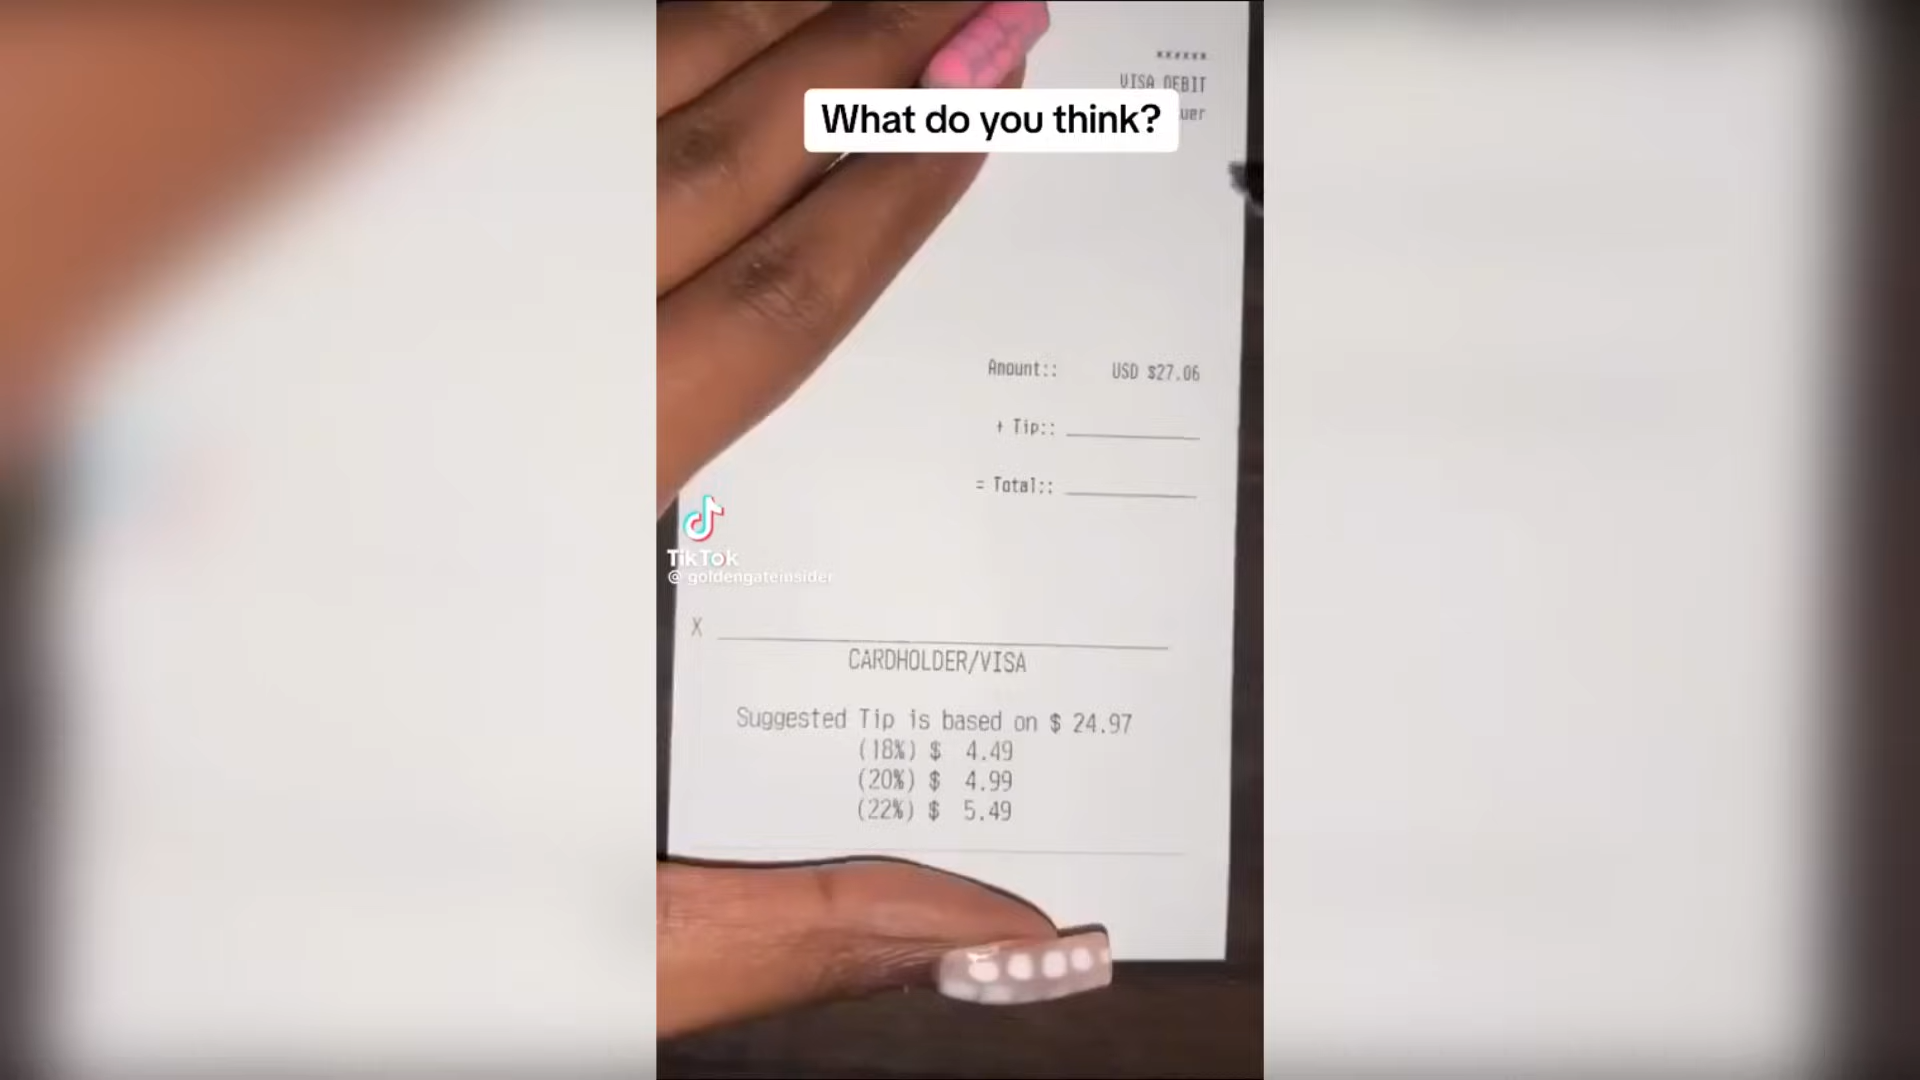 ******
VISA DEBIT
What do you think?
Amount:: USD $27.06
+ Tip:: 
= Total:: 
TikTok
@ goldengateinsider
X
CARDHOLDER/VISA
Suggested Tip is based on $ 24.97
(18%) $ 4.49
(20%) $ 4.99
(22%) $ 5.49